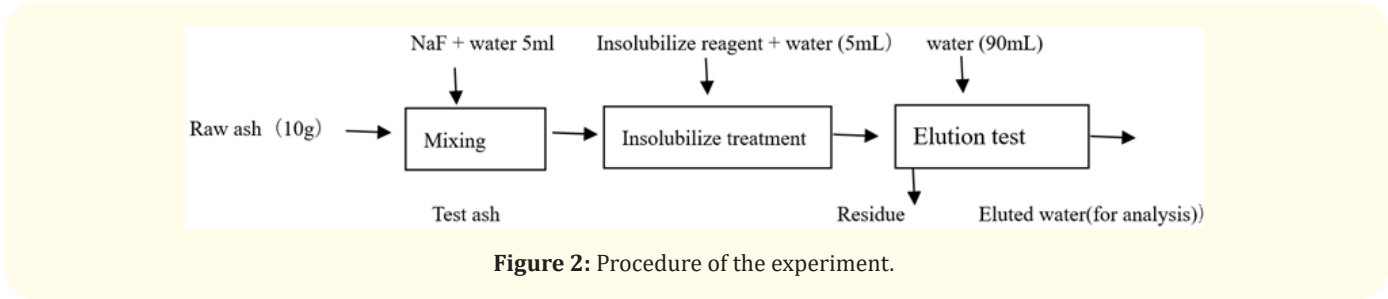 NaF + water 5ml
Insolubilize reagent + water (5mL）
water (90mL)
Raw ash（10g）
Mixing
Insolubilize treatment
Elution test
Test ash
Residue
Eluted water(for analysis)）
Figure 2: Procedure of the experiment.